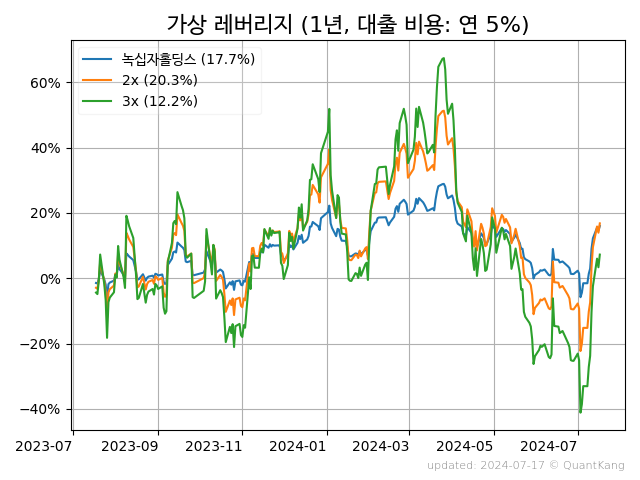 가상 레버리지 (1년, 대출 비용: 연 5%)
녹십자홀딩스 (17.7%)
2x (20.3%)
3x (12.2%)
60%
40%
20%
0%
−20%
−40%
2023-07 2023-09 2023-11 2024-01 2024-03 2024-05 2024-07
updated: 2024-07-17 © QuantKang